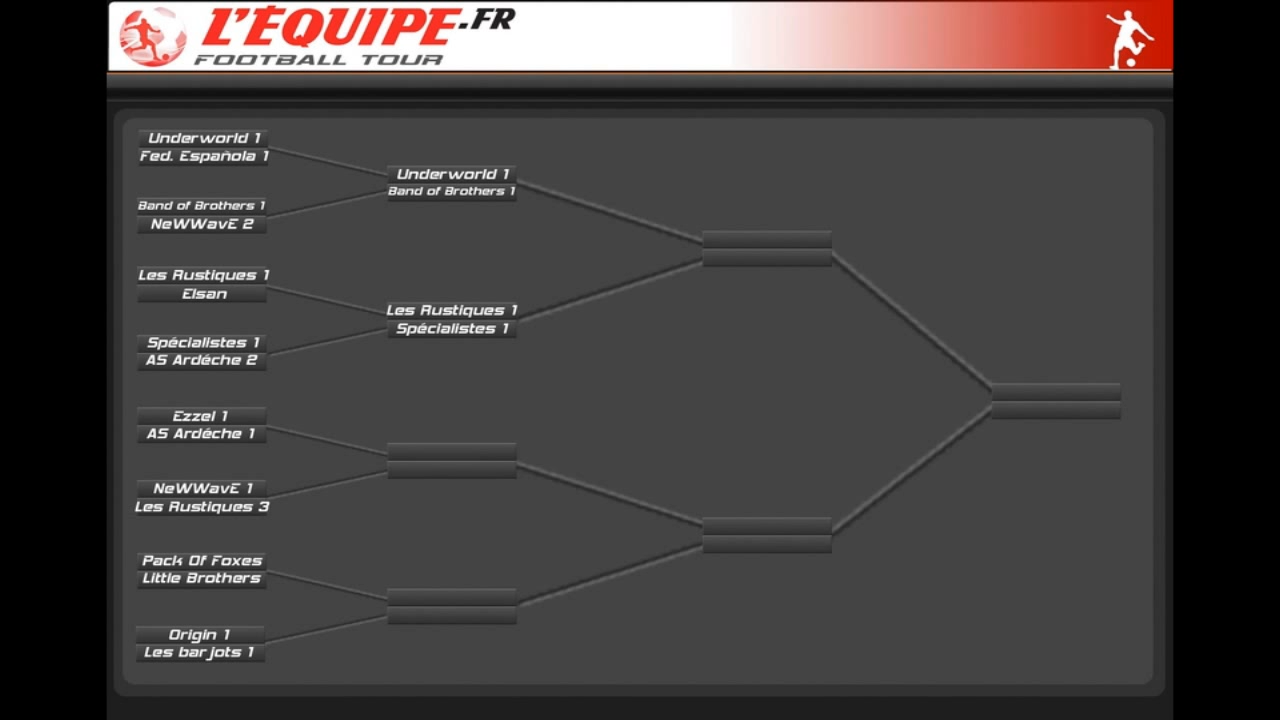 L'ÉQUIPE.FR
FOOTBALL TOUR
Underworld 1
Fed. Española 1
Band of Brothers 1
NeWWavE 2
Les Rustiques 1
Elsan
Spécialistes 1
AS Ardéche 2
Ezzel 1
AS Ardéche 1
NeWWavE 1
Les Rustiques 3
Pack Of Foxes
Little Brothers
Origin 1
Les barjots 1
Underworld 1
Band of Brothers 1
Les Rustiques 1
Spécialistes 1